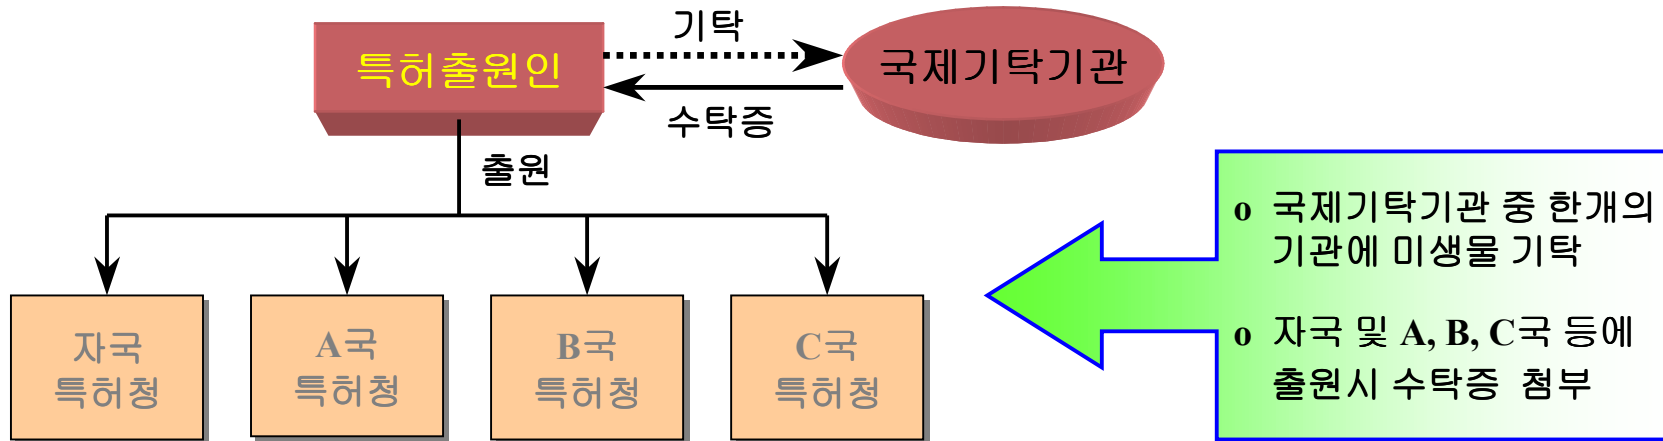 기탁
특허출원인
국제기탁기관
수탁증
출원
o 국제기탁기관 중 한개의
기관에 미생물 기탁
o 자국 및 A, B, C국 등에
출원시 수탁증 첨부
자국
특허청
A국
특허청
B국
특허청
C국
특허청